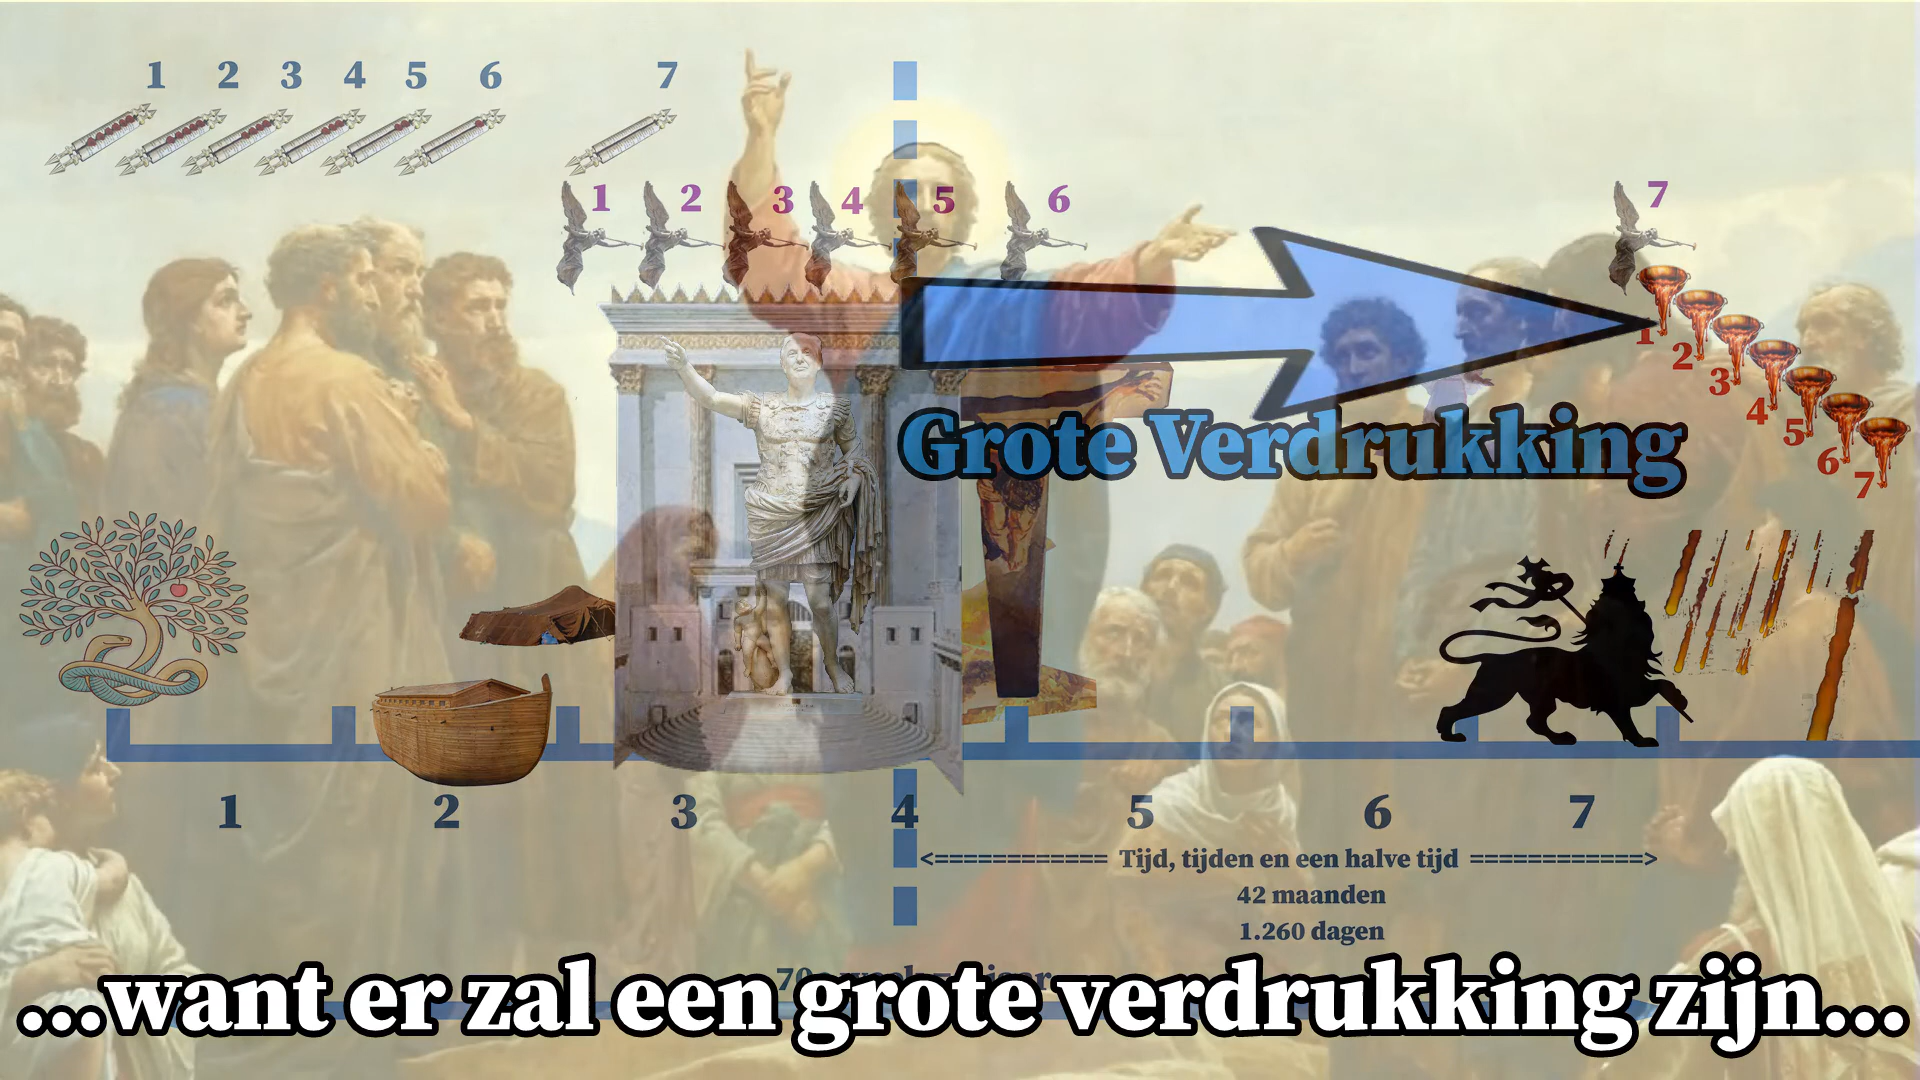 1 2 3 4 5 6 7
1 2 3 4 5 6 7
1
2
3
4
5
6
7
Grote Verdrukking
1 2 3 4 5 6 7
<============ Tijd, tijden en een halve tijd ============>
42 maanden
1.260 dagen
...want er zal een grote verdrukking zijn...